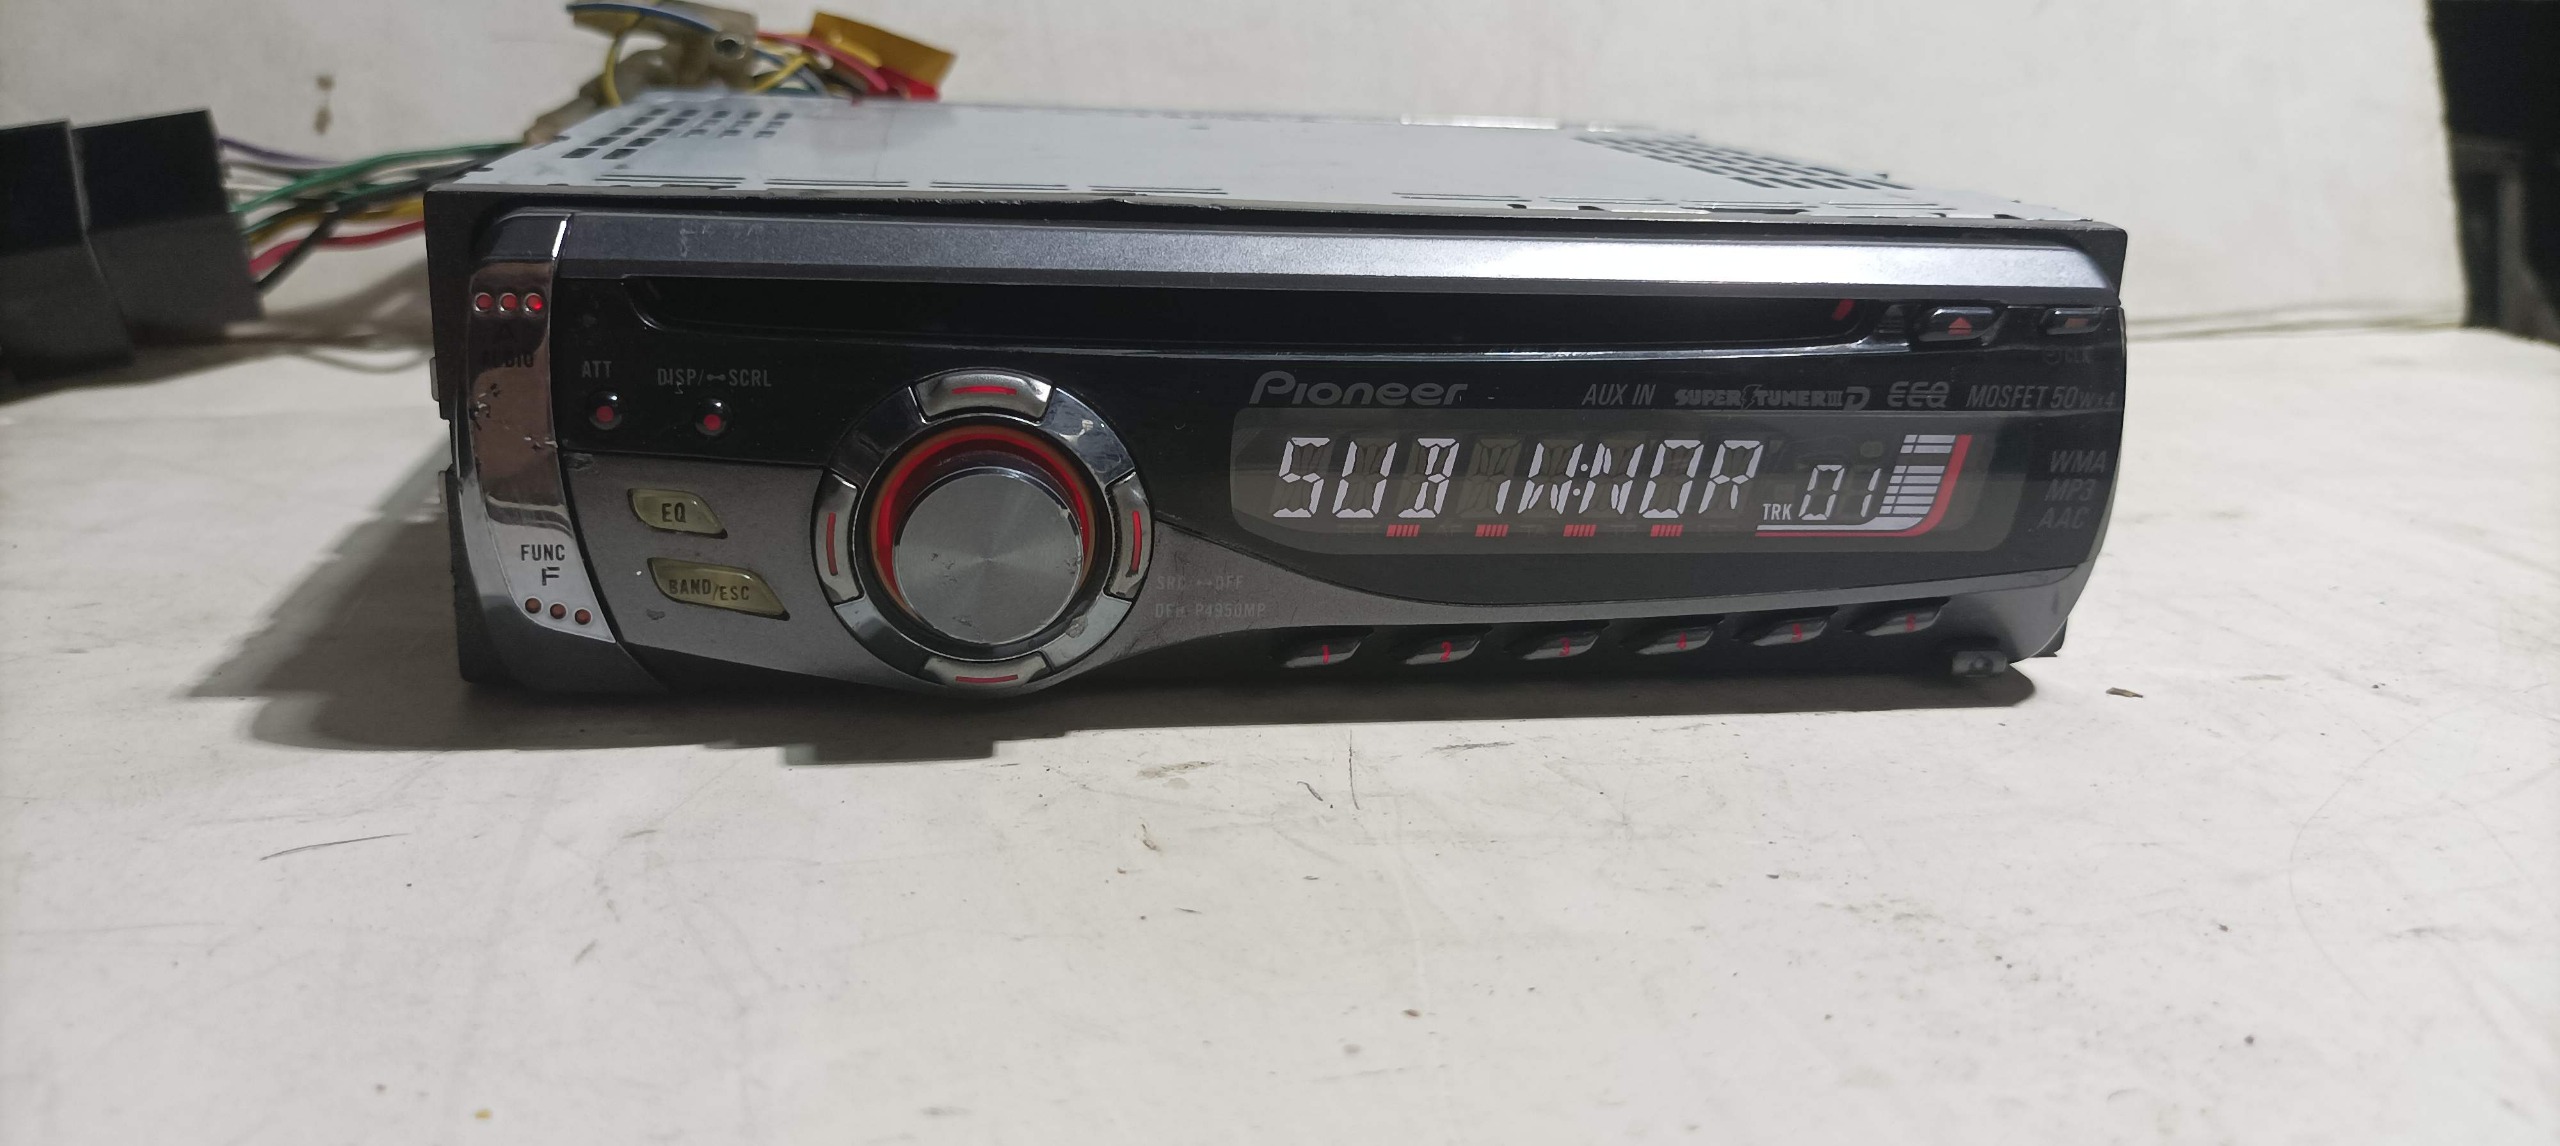 AUDIO
ATT
DISP/↔SCRL
CLK
Pioneer
AUX IN SUPER TUNER III D EEQ MOSFET 50W×4
SUB 1W:NOR
TRK 01
WMA
MP3
AAC
EQ
BAND/ESC
FUNC
F
SRC ↔OFF
DEH-P4950MP
1 2 3 4 5 6